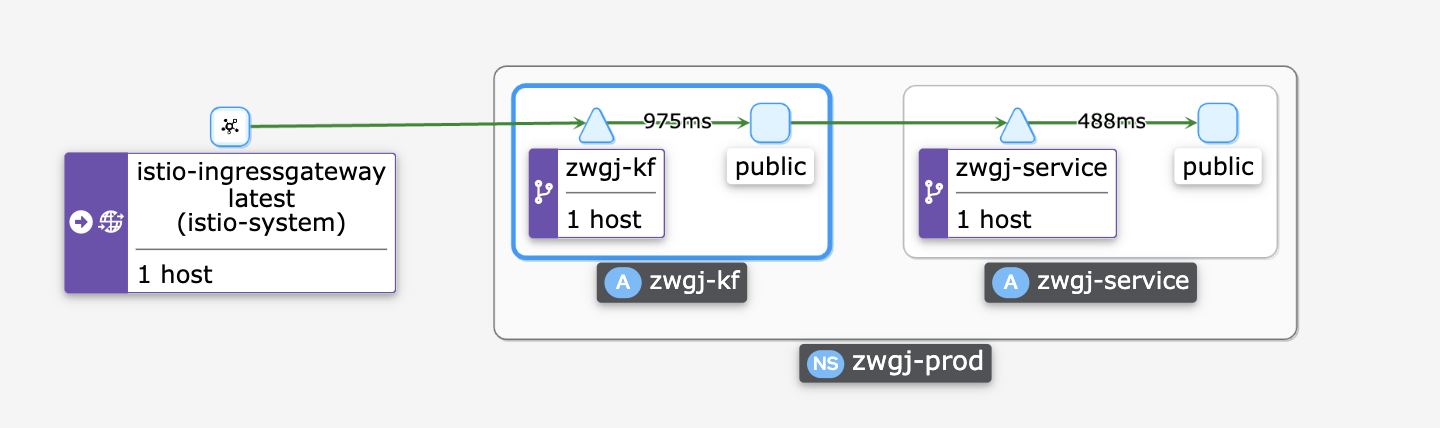 istio-ingressgateway
latest
(istio-system)
1 host
975ms
zwgj-kf
1 host
public
A zwgj-kf
488ms
zwgj-service
1 host
public
A zwgj-service
NS zwgj-prod